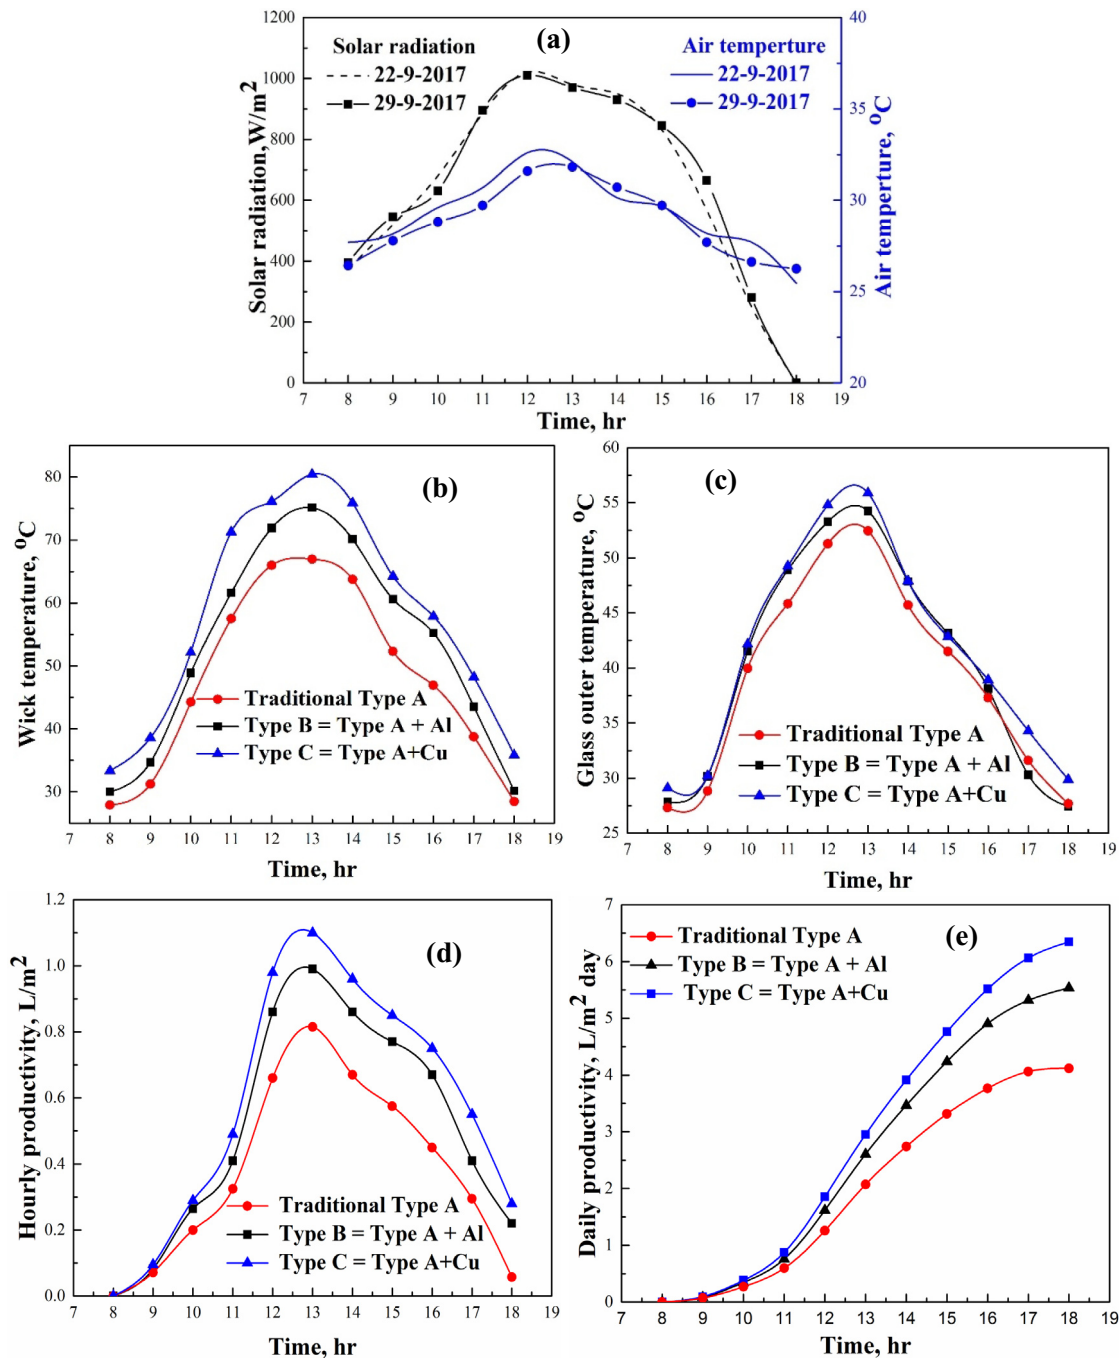 (a)
Solar radiation
22-9-2017
29-9-2017
Air temperture
22-9-2017
29-9-2017
Solar radiation,W/m2
1200
1000
800
600
400
200
0
40
35
30
25
20
Air temperture, oC
7 8 9 10 11 12 13 14 15 16 17 18 19
Time, hr
(b)
Wick temperature, oC
80
70
60
50
40
30
Traditional Type A
Type B = Type A + Al
Type C = Type A+Cu
7 8 9 10 11 12 13 14 15 16 17 18 19
Time, hr
(c)
Glass outer temperature, oC
60
55
50
45
40
35
30
25
Traditional Type A
Type B = Type A + Al
Type C = Type A+Cu
7 8 9 10 11 12 13 14 15 16 17 18 19
Time, hr
(d)
Hourly productivity, L/m2
1.2
1.0
0.8
0.6
0.4
0.2
0.0
Traditional Type A
Type B = Type A + Al
Type C = Type A+Cu
7 8 9 10 11 12 13 14 15 16 17 18 19
Time, hr
(e)
Daily productivity, L/m2 day
7
6
5
4
3
2
1
0
Traditional Type A
Type B = Type A + Al
Type C = Type A+Cu
7 8 9 10 11 12 13 14 15 16 17 18 19
Time, hr